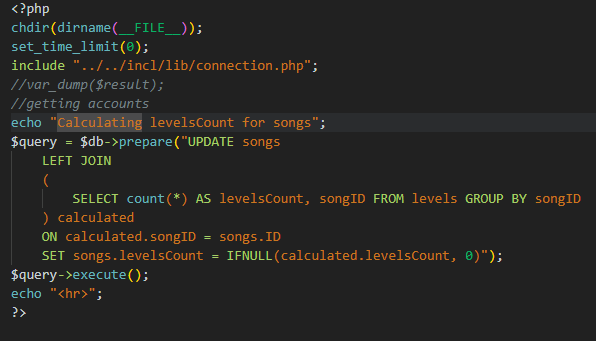 <?php
chdir(dirname(__FILE__));
set_time_limit(0);
include "../../incl/lib/connection.php";
//var_dump($result);
//getting accounts
echo "Calculating levelsCount for songs";
$query = $db->prepare("UPDATE songs
    LEFT JOIN
    (
        SELECT count(*) AS levelsCount, songID FROM levels GROUP BY songID
    ) calculated
    ON calculated.songID = songs.ID
    SET songs.levelsCount = IFNULL(calculated.levelsCount, 0)");
$query->execute();
echo "<hr>";
?>